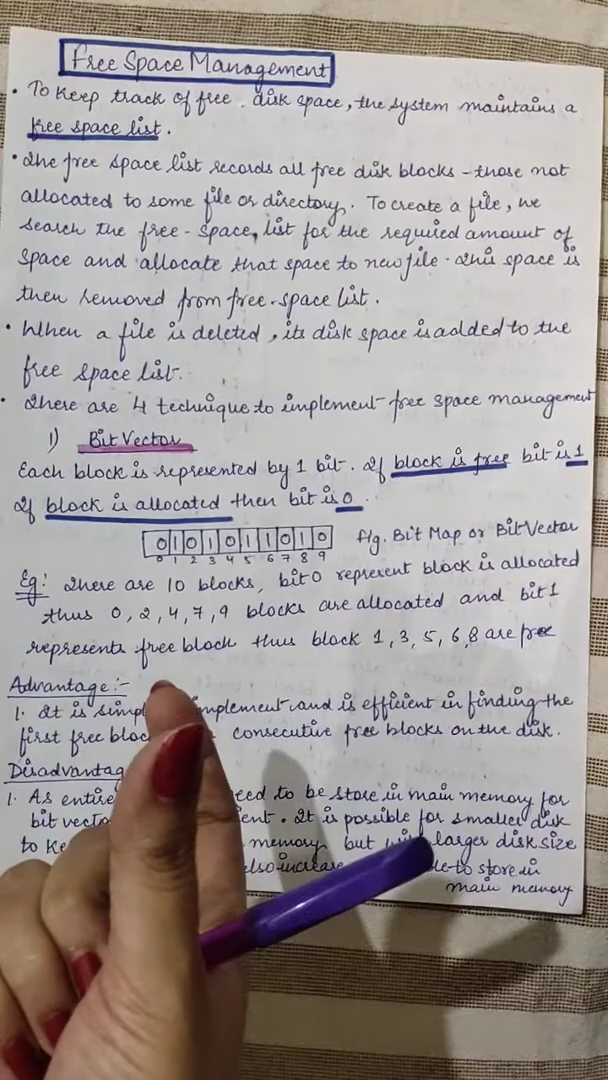 Free Space Management
• To keep track of free disk space, the system maintains a
free space list.
• The free space list records all free disk blocks - those not
allocated to some file or directory. To create a file, we
search the free-space, list for the required amount of
space and allocate that space to new file. This space is
then removed from free-space list.
• When a file is deleted, its disk space is added to the
free space list.
• There are 4 technique to implement free space management
1) Bit Vector
Each block is represented by 1 bit. If block is free bit is 1
If block is allocated then bit is 0.
0 1 0 1 0 1 1 0 1 0 fig. Bit Map or Bit Vector
0 1 2 3 4 5 6 7 8 9
Eg: There are 10 blocks, bit 0 represent block is allocated
thus 0, 2, 4, 7, 9 blocks are allocated and bit 1
represents free block thus block 1, 3, 5, 6, 8 are free
Advantage:-
1. It is simpl implement and is efficient in finding the
first free bloc consecutive free blocks on the disk.
Disadvantag
1. As entire need to be store in main memory for
bit vecto ent. It is possible for smaller disk
to ke memory but larger disk size
also increase to store in
main memory